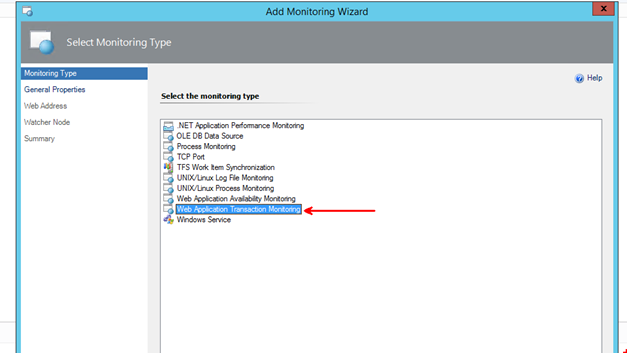 Add Monitoring Wizard
x
Select Monitoring Type
Monitoring Type
General Properties
Web Address
Watcher Node
Summary
Help
Select the monitoring type
.NET Application Performance Monitoring
OLE DB Data Source
Process Monitoring
TCP Port
TFS Work Item Synchronization
UNIX/Linux Log File Monitoring
UNIX/Linux Process Monitoring
Web Application Availability Monitoring
Web Application Transaction Monitoring
Windows Service